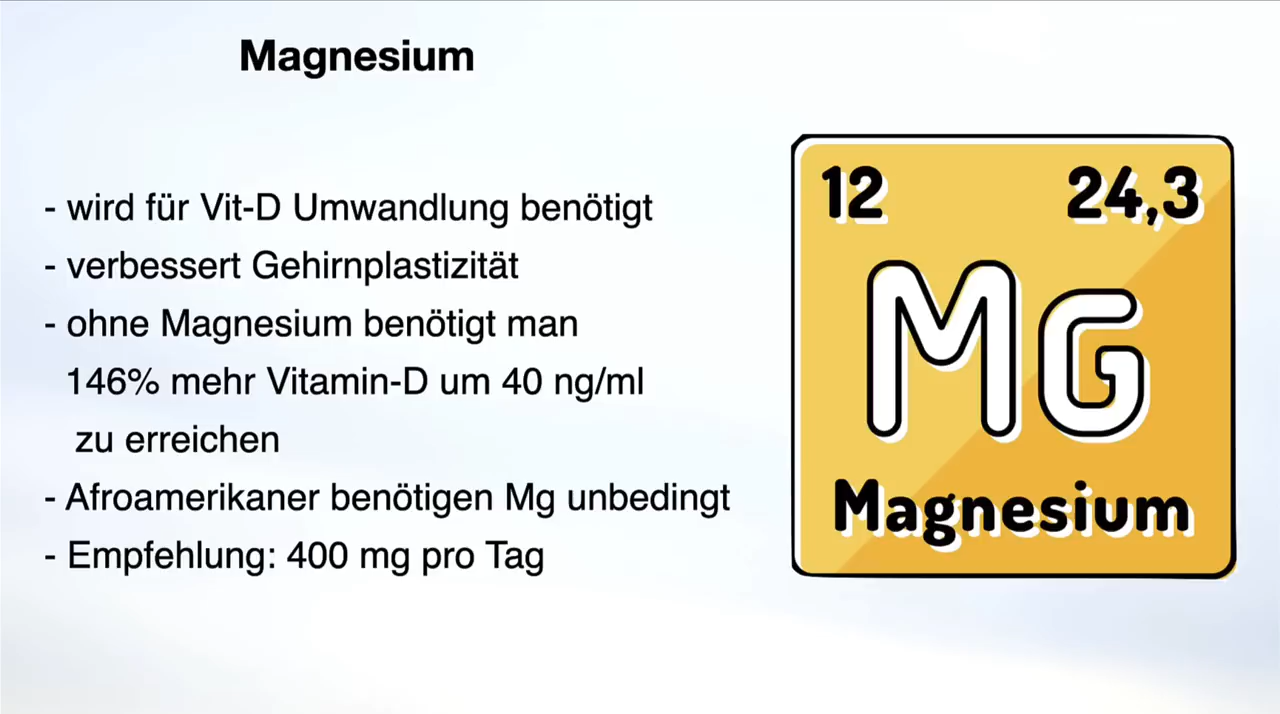 Magnesium
- wird für Vit-D Umwandlung benötigt
- verbessert Gehirnplastizität
- ohne Magnesium benötigt man
146% mehr Vitamin-D um 40 ng/ml
zu erreichen
- Afroamerikaner benötigen Mg unbedingt
- Empfehlung: 400 mg pro Tag
12 24,3
MG
Magnesium